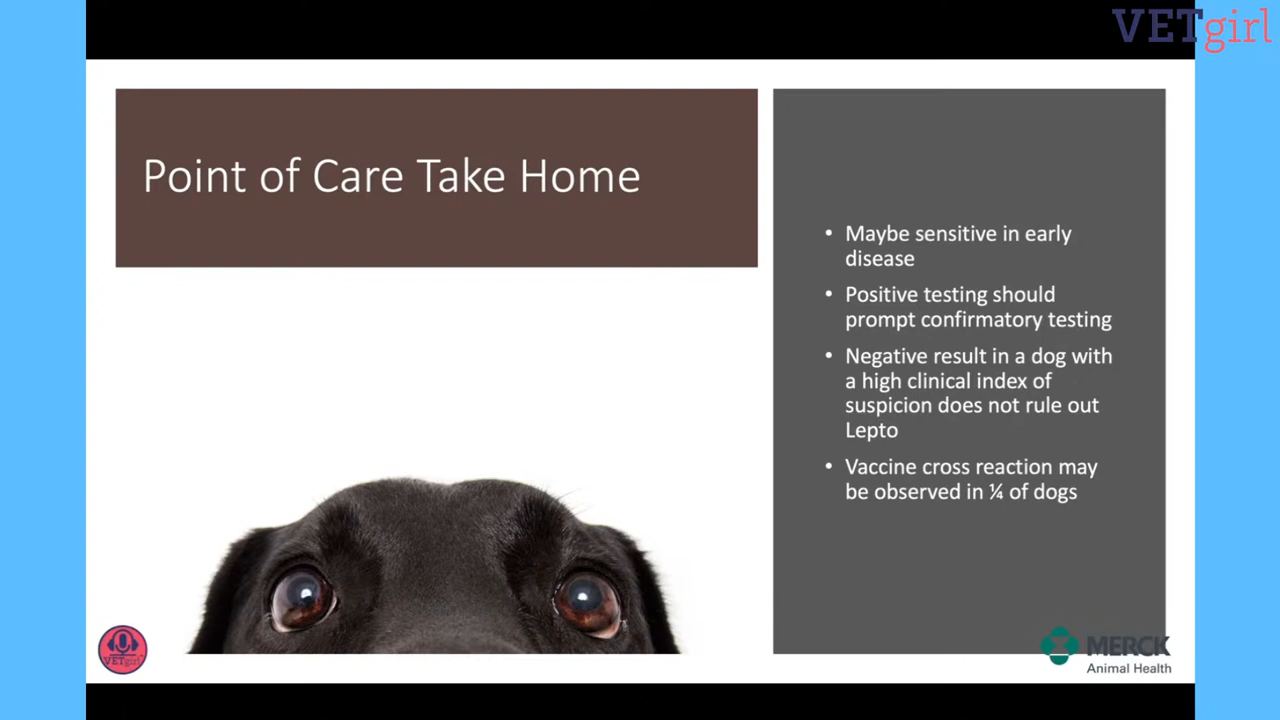 VETgirl
Point of Care Take Home
• Maybe sensitive in early
disease
• Positive testing should
prompt confirmatory testing
• Negative result in a dog with
a high clinical index of
suspicion does not rule out
Lepto
• Vaccine cross reaction may
be observed in ¼ of dogs
VETgirl
MERCK
Animal Health